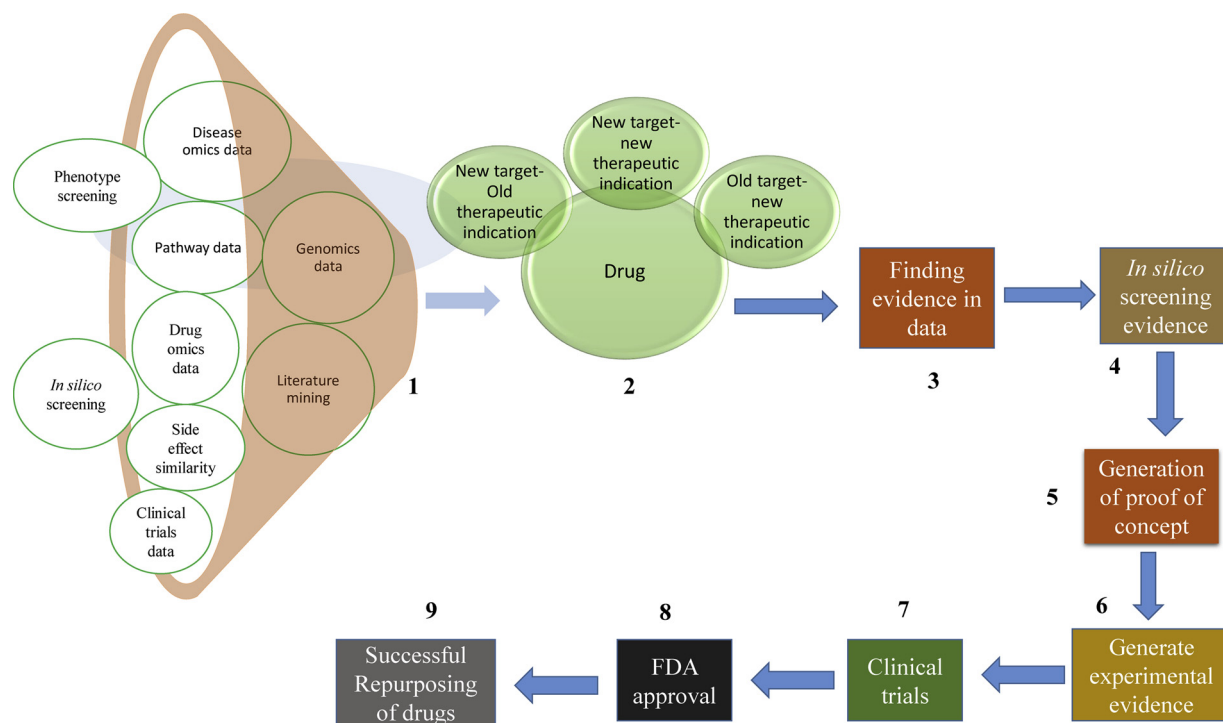 Disease
omics data
Phenotype
screening
Pathway data
Genomics
data
Drug
omics
data
In silico
screening
Literature
mining
Side
effect
similarity
Clinical
trials
data
1
New target-
Old
therapeutic
indication
New target-
new
therapeutic
indication
Old target-
new
therapeutic
indication
Drug
2
Finding
evidence in
data
3
In silico
screening
evidence
4
Generation
of proof of
concept
5
6
Generate
experimental
evidence
7
Clinical
trials
8
FDA
approval
9
Successful
Repurposing
of drugs